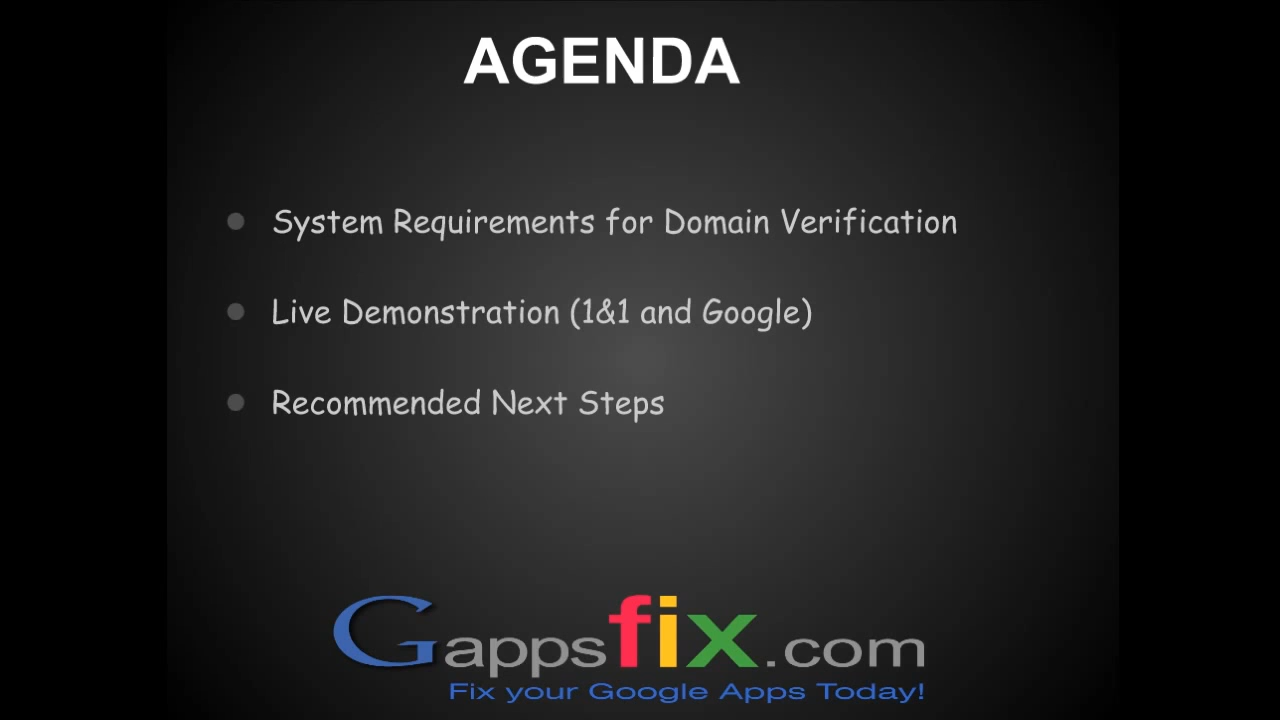 AGENDA
System Requirements for Domain Verification
Live Demonstration (1&1 and Google)
Recommended Next Steps
Gappsfix.com
Fix your Google Apps Today!